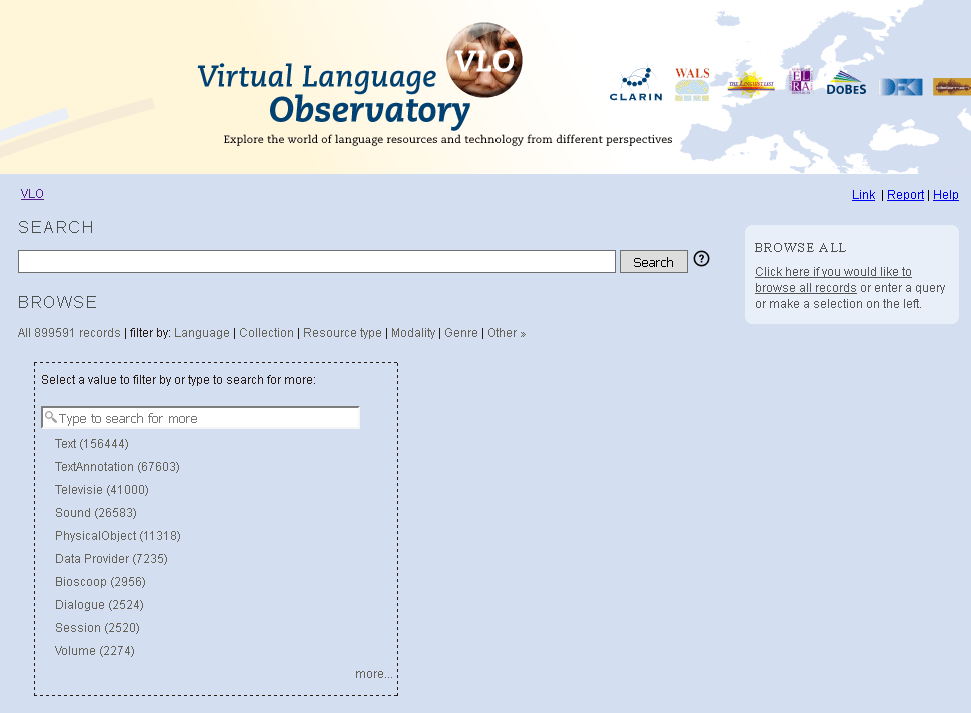 Virtual Language
Observatory
VLO
Explore the world of language resources and technology from different perspectives
CLARIN
WALS
THE LINGUIST LIST
ELRA
DOBES
DFKI
VLO
Link | Report | Help
SEARCH
Search ?
BROWSE ALL
Click here if you would like to
browse all records or enter a query
or make a selection on the left.
BROWSE
All 899591 records | filter by: Language | Collection | Resource type | Modality | Genre | Other »
Select a value to filter by or type to search for more:
Type to search for more
Text (156444)
TextAnnotation (67603)
Televisie (41000)
Sound (26583)
PhysicalObject (11318)
Data Provider (7235)
Bioscoop (2956)
Dialogue (2524)
Session (2520)
Volume (2274)
more...